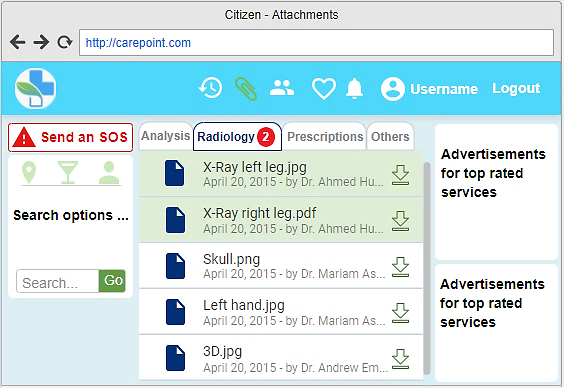 Citizen - Attachments
http://carepoint.com
Username
Logout
Send an SOS
Search options ...
Search...
Go
Analysis
Radiology 2
Prescriptions
Others
X-Ray left leg.jpg
April 20, 2015 - by Dr. Ahmed Hu...
X-Ray right leg.pdf
April 20, 2015 - by Dr. Ahmed Hu...
Skull.png
April 20, 2015 - by Dr. Mariam As...
Left hand.jpg
April 20, 2015 - by Dr. Mariam As...
3D.jpg
April 20, 2015 - by Dr. Andrew Em...
Advertisements
for top rated
services
Advertisements
for top rated
services